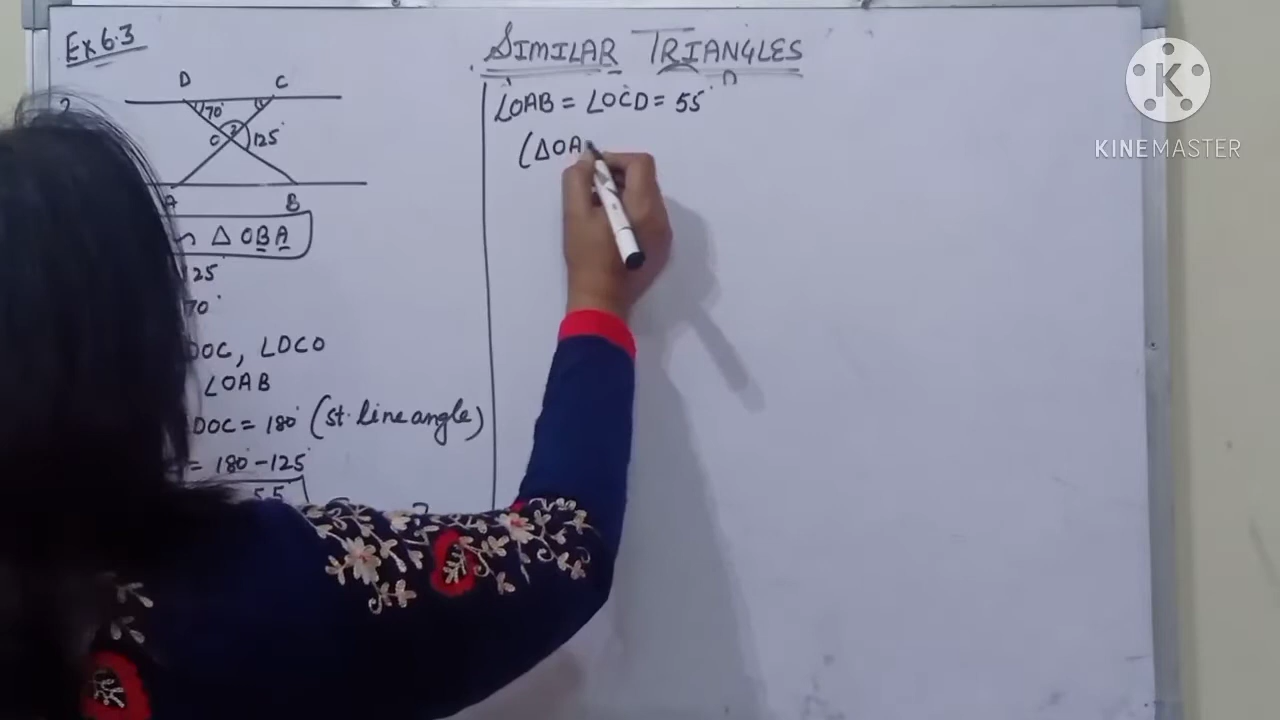 Ex 6.3
SIMILAR TRIANGLES
D C
70°
O 125°
A B
~ Δ OBA
125°
70°
DOC, ∠DCO
∠OAB
DOC = 180° (st. line angle)
= 180° - 125°
55
∠OAB = ∠OCD = 55°
(ΔOA
K
KINEMASTER